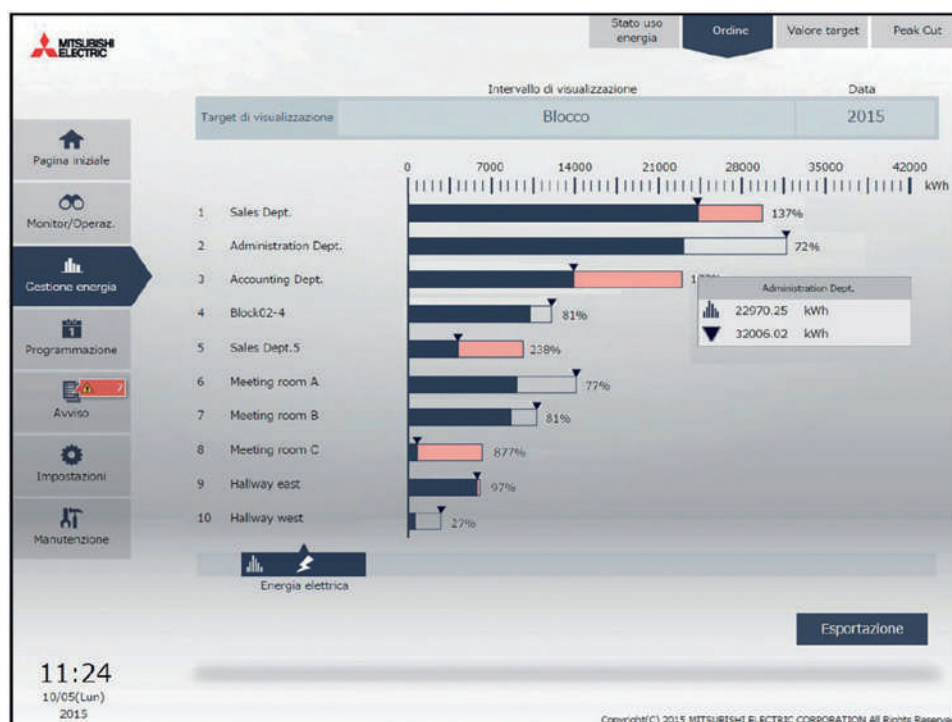 MITSUBISHI
ELECTRIC
Stato uso
energia
Ordine
Valore target
Peak Cut
Intervallo di visualizzazione
Data
Target di visualizzazione
Blocco
2015
Pagina iniziale
Monitor/Operaz.
Gestione energia
1
Programmazione
7
Avviso
Impostazioni
Manutenzione
0 7000 14000 21000 28000 35000 42000
kWh
1 Sales Dept. 137%
2 Administration Dept. 72%
3 Accounting Dept.
4 Block02-4 81%
5 Sales Dept.5 238%
6 Meeting room A 77%
7 Meeting room B 81%
8 Meeting room C 877%
9 Hallway east 97%
10 Hallway west 27%
Administration Dept.
22970.25 kWh
32006.02 kWh
Energia elettrica
Esportazione
11:24
10/05(Lun)
2015
Copyright(C) 2015 MITSUBISHI ELECTRIC CORPORATION All Rights